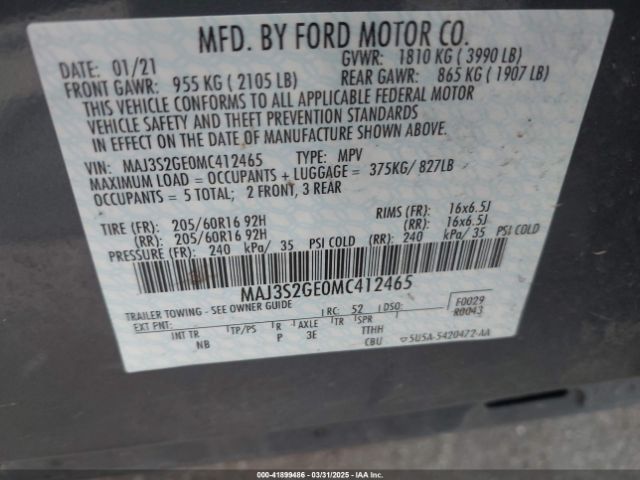 MFD. BY FORD MOTOR CO.
DATE: 01/21 GVWR: 1810 KG ( 3990 LB)
FRONT GAWR: 955 KG ( 2105 LB) REAR GAWR: 865 KG ( 1907 LB)
THIS VEHICLE CONFORMS TO ALL APPLICABLE FEDERAL MOTOR
VEHICLE SAFETY AND THEFT PREVENTION STANDARDS
IN EFFECT ON THE DATE OF MANUFACTURE SHOWN ABOVE.
VIN: MAJ3S2GE0MC412465 TYPE: MPV
MAXIMUM LOAD = OCCUPANTS + LUGGAGE = 375KG/ 827LB
OCCUPANTS = 5 TOTAL; 2 FRONT, 3 REAR
TIRE (FR): 205/60R16 92H RIMS (FR): 16x6.5J
(RR): 205/60R16 92H (RR): 16x6.5J
PRESSURE (FR): 240 kPa/ 35 PSI COLD (RR): 240 kPa/ 35 PSI COLD
MAJ3S2GE0MC412465
TRAILER TOWING - SEE OWNER GUIDE
EXT PNT: RC: 52 DSO: F0029
INT TR TP/PS R AXLE TR SPR R0043
NB P 3E TTHH
CBU 5U5A-5420472-AA
000-41899486 - 03/31/2025 - IAAI.com